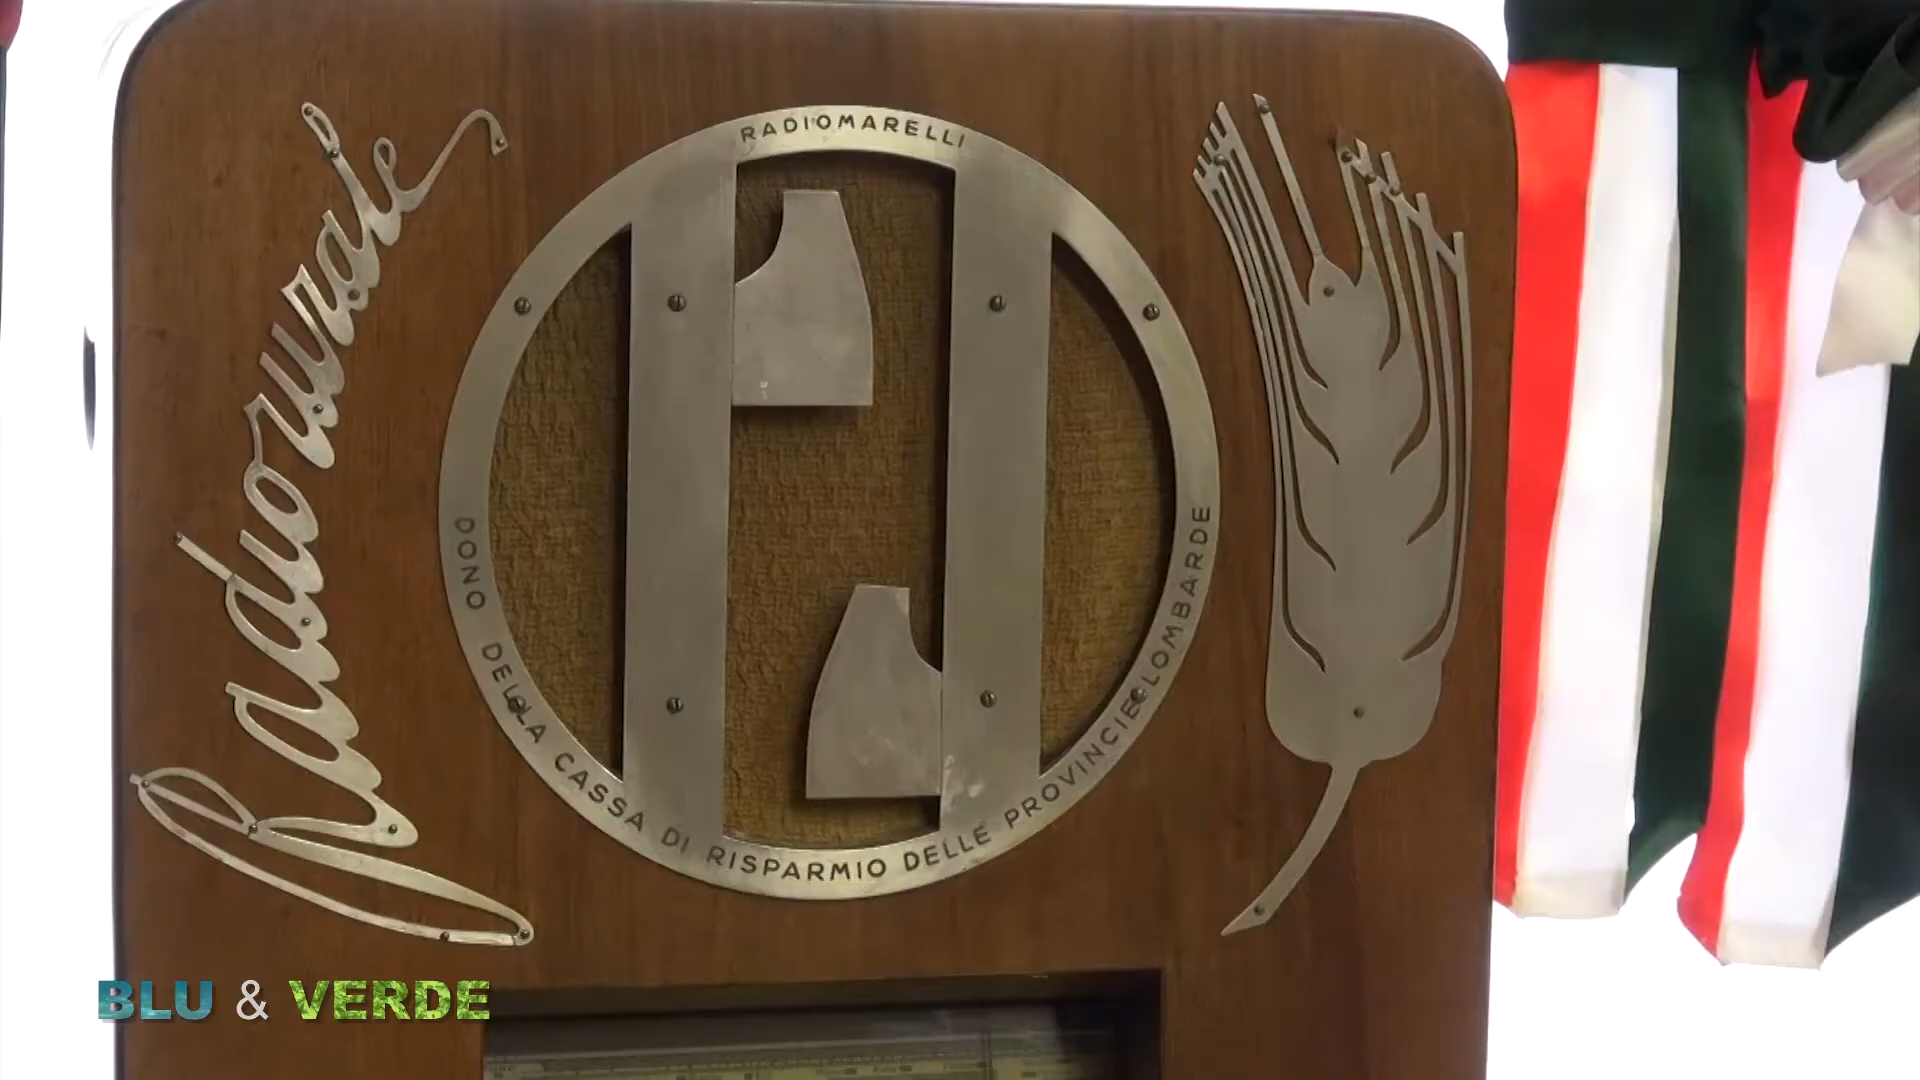 Radiorurale
RADIOMARELLI
DONO DELLA CASSA DI RISPARMIO DELLE PROVINCIE LOMBARDE
BLU & VERDE